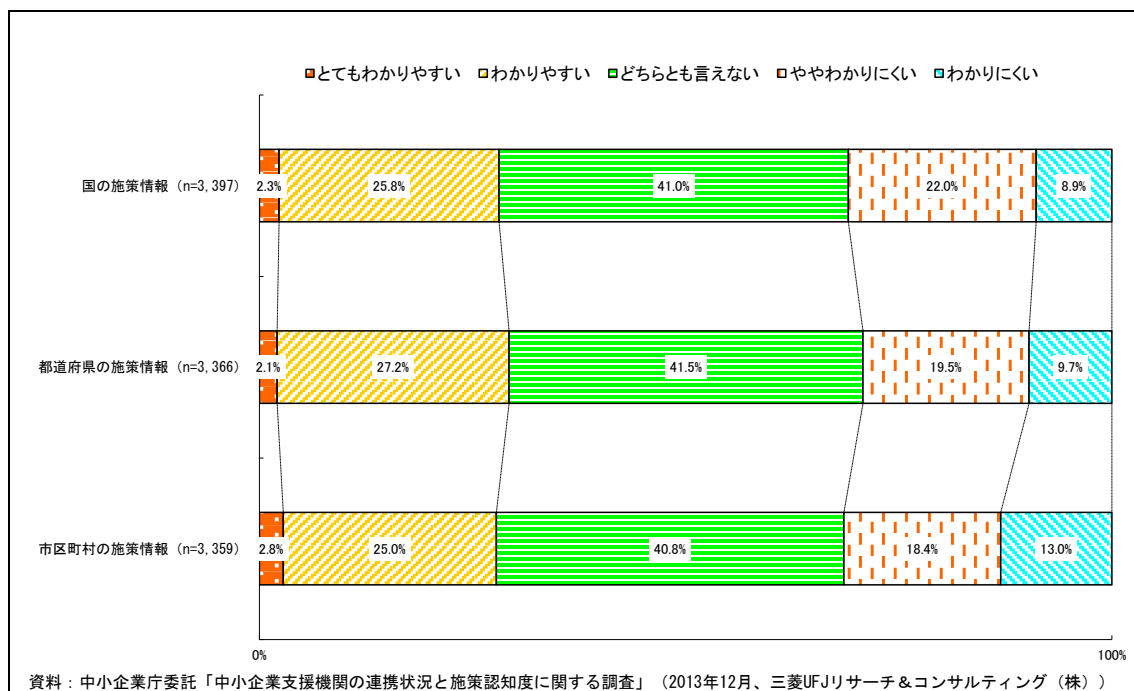 とてもわかりやすい わかりやすい どちらとも言えない ややわかりにくい わかりにくい
国の施策情報（n=3,397） 2.3% 25.8% 41.0% 22.0% 8.9%
都道府県の施策情報（n=3,366） 2.1% 27.2% 41.5% 19.5% 9.7%
市区町村の施策情報（n=3,359） 2.8% 25.0% 40.8% 18.4% 13.0%
0% 100%
資料：中小企業庁委託「中小企業支援機関の連携状況と施策認知度に関する調査」（2013年12月、三菱UFJリサーチ＆コンサルティング（株））